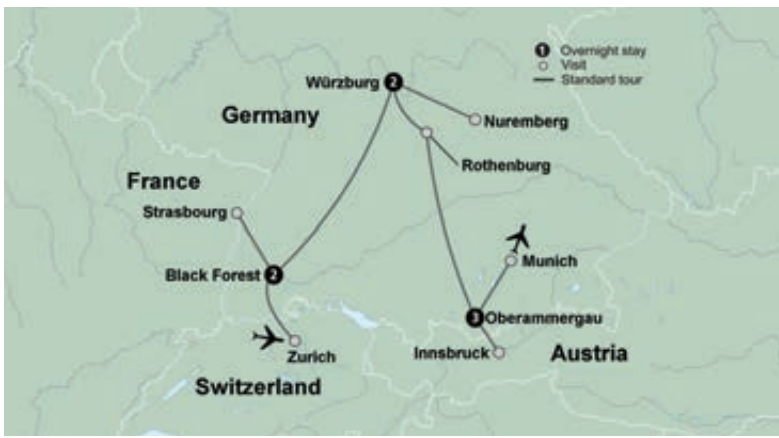 1 Overnight stay
Visit
Standard tour
Würzburg 2
Germany
Nuremberg
Rothenburg
France
Strasbourg
Black Forest 2
Munich
3 Oberammergau
Zurich
Innsbruck
Austria
Switzerland